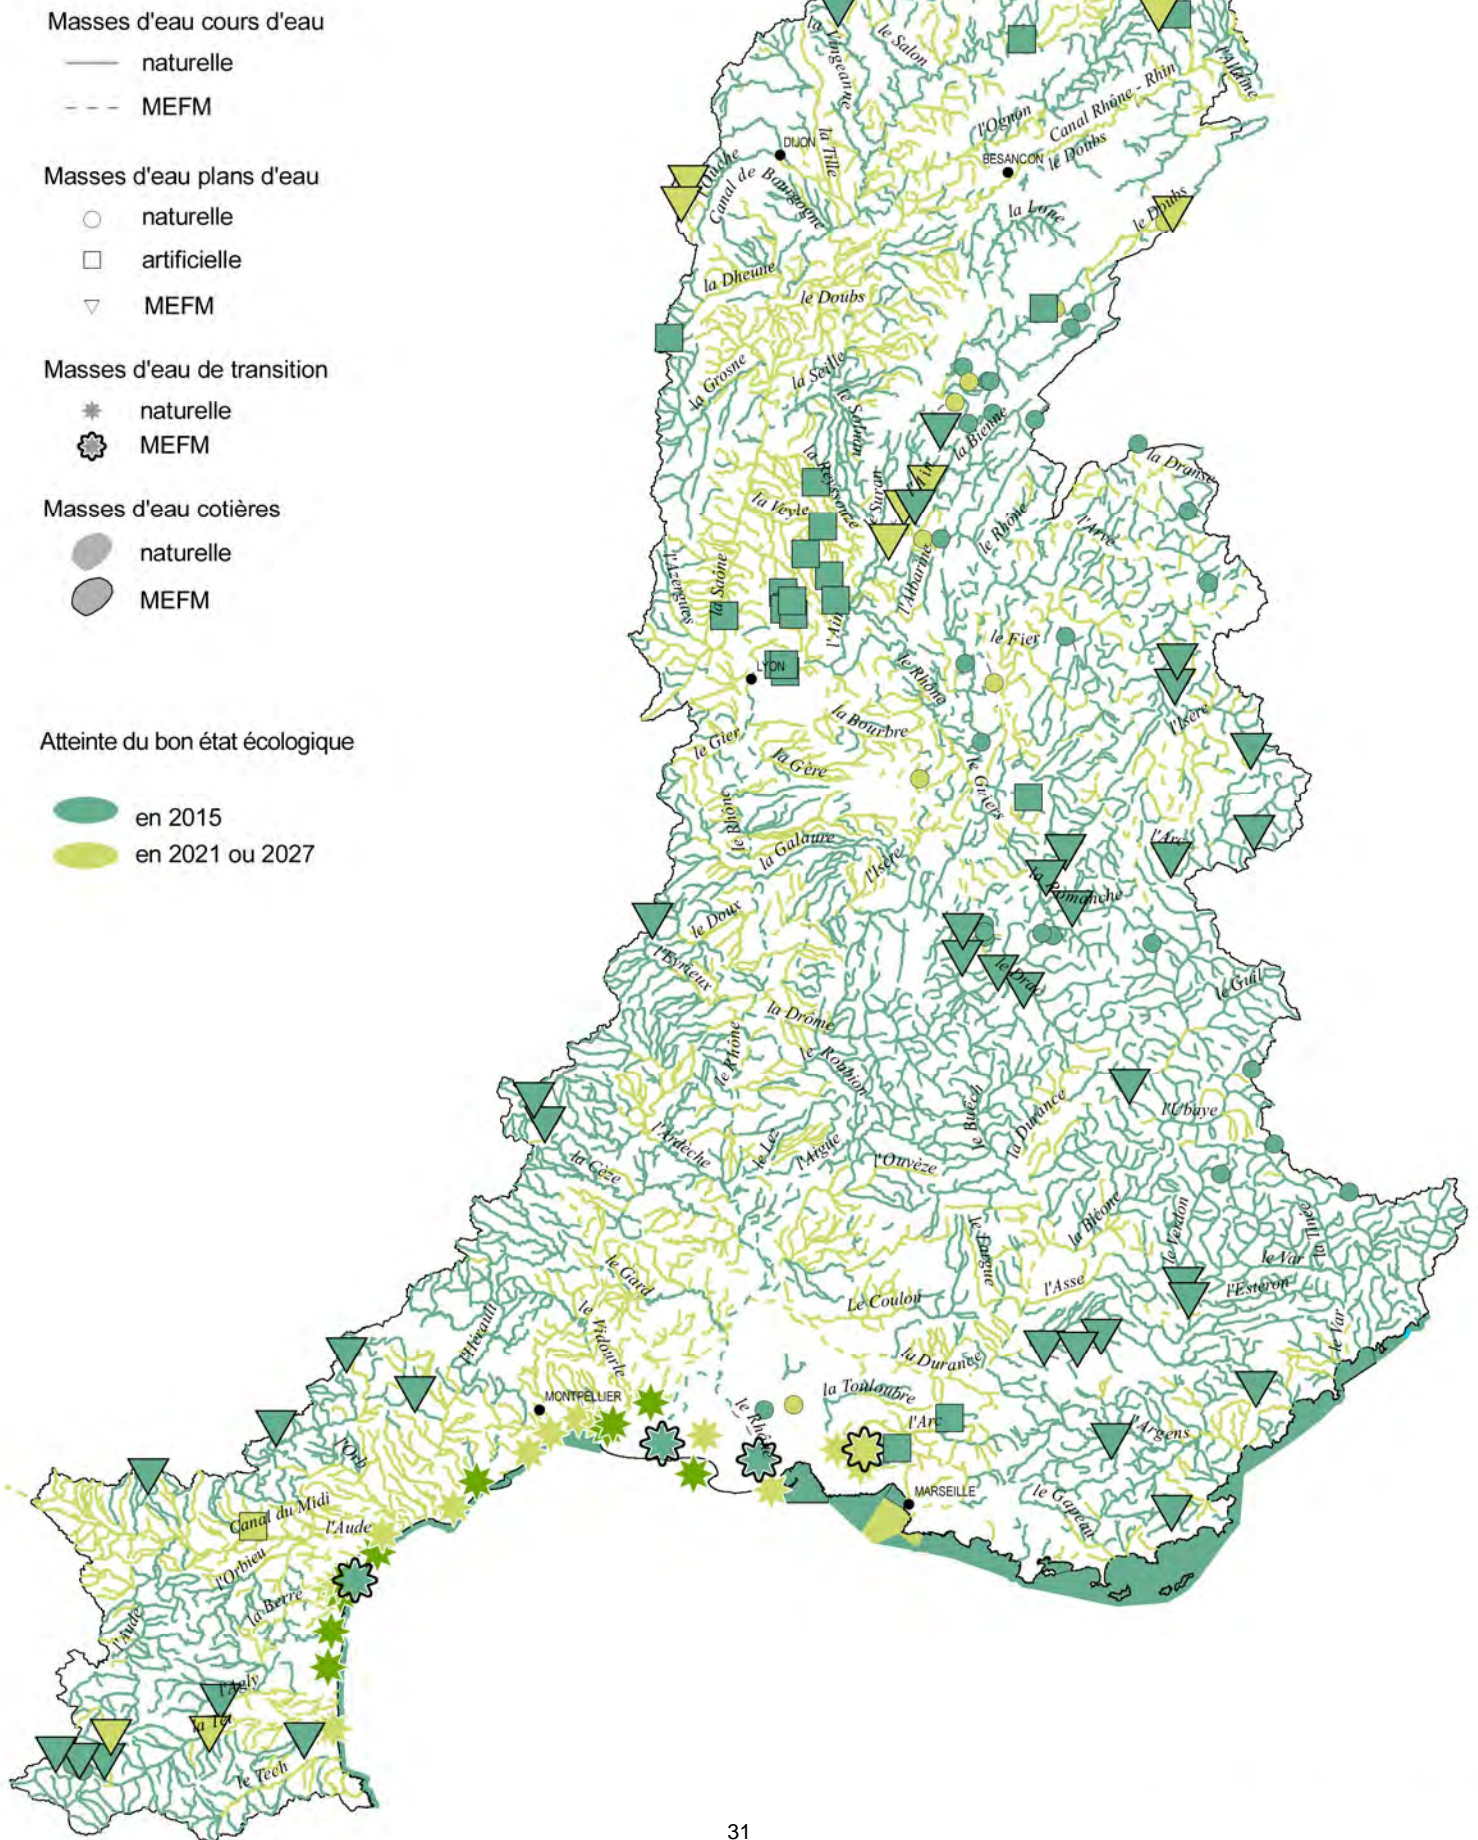 Masses d'eau cours d'eau
naturelle
MEFM
Masses d'eau plans d'eau
naturelle
artificielle
MEFM
Masses d'eau de transition
naturelle
MEFM
Masses d'eau cotières
naturelle
MEFM
Atteinte du bon état écologique
en 2015
en 2021 ou 2027
la Vingeanne
le Salon
l'Allaine
l'Ognon
Canal Rhône - Rhin
le Doubs
DIJON
la Tille
BESANCON
l'Ouche
Canal de Bourgogne
la Loue
le Doubs
la Dheune
le Doubs
la Grosne
la Seille
le Solnan
la Bienne
la Dranse
la Reyssouze
le Suran
l'Ain
la Veyle
le Rhône
l'Arve
l'Azergues
la Saône
l'Albarine
l'Ain
le Fier
LYON
le Rhône
l'Isère
la Bourbre
le Gier
la Gère
le Guiers
le Rhône
la Galaure
l'Isère
l'Arc
la Romanche
le Doux
l'Eyrieux
le Drac
le Guil
la Drôme
le Rhône
le Roubion
le Buëch
la Durance
l'Ubaye
l'Ardèche
le Lez
l'Aigue
l'Ouvèze
la Cèze
la Bléone
le Verdon
la Tinée
le Largue
le Var
l'Esteron
l'Asse
le Gard
Le Coulon
le Vidourle
l'Hérault
le Var
la Durance
MONTPELLIER
la Touloubre
le Rhône
l'Arc
l'Argens
l'Orb
MARSEILLE
le Gapeau
Canal du Midi
l'Aude
l'Orbieu
la Berre
l'Aude
l'Agly
la Têt
le Tech
31